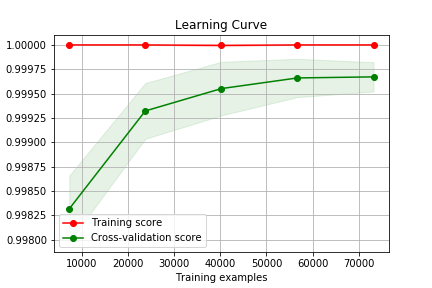 Learning Curve
1.00000
0.99975
0.99950
0.99925
0.99900
0.99875
0.99850
0.99825
0.99800
Training score
Cross-validation score
10000 20000 30000 40000 50000 60000 70000
Training examples